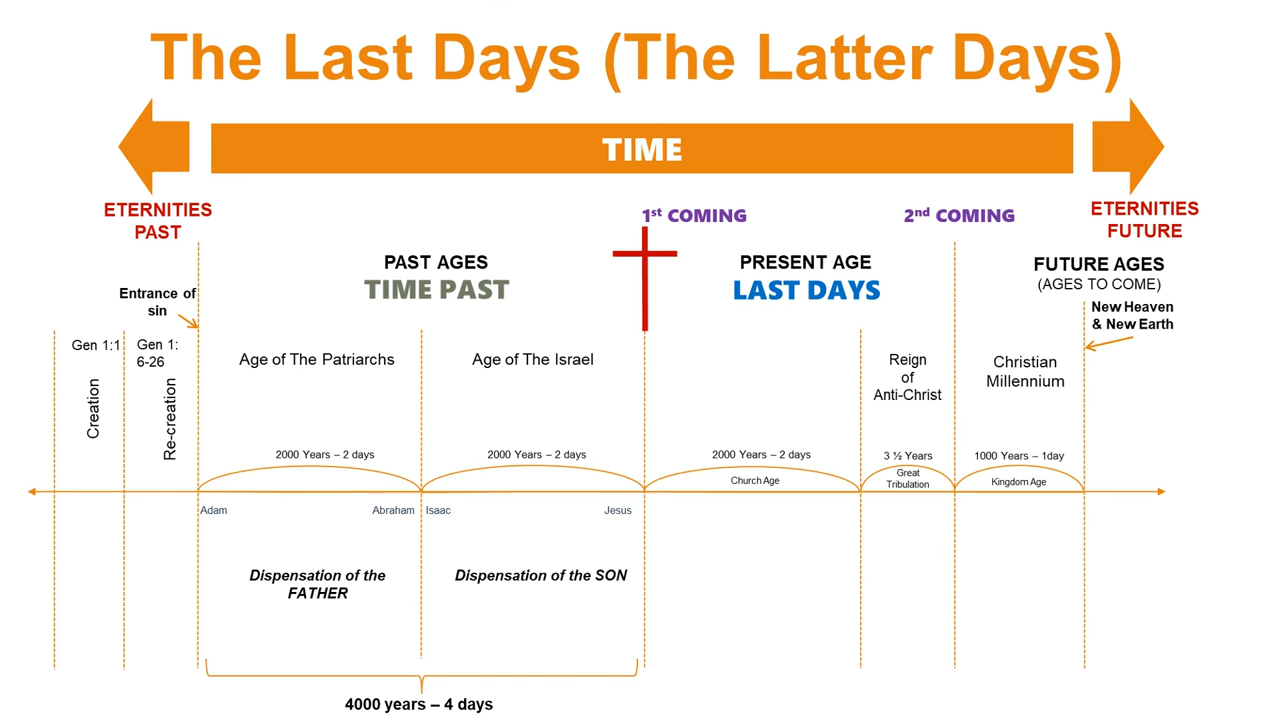 The Last Days (The Latter Days)
TIME
ETERNITIES
PAST
1st COMING
2nd COMING
ETERNITIES
FUTURE
PAST AGES
TIME PAST
PRESENT AGE
LAST DAYS
FUTURE AGES
(AGES TO COME)
Entrance of
sin
New Heaven
& New Earth
Gen 1:1
Creation
Gen 1:
6-26
Re-creation
Age of The Patriarchs
Age of The Israel
Reign
of
Anti-Christ
Christian
Millennium
2000 Years – 2 days
2000 Years – 2 days
2000 Years – 2 days
Church Age
3 ½ Years
Great
Tribulation
1000 Years – 1day
Kingdom Age
Adam
Abraham
Isaac
Jesus
Dispensation of the
FATHER
Dispensation of the SON
4000 years – 4 days